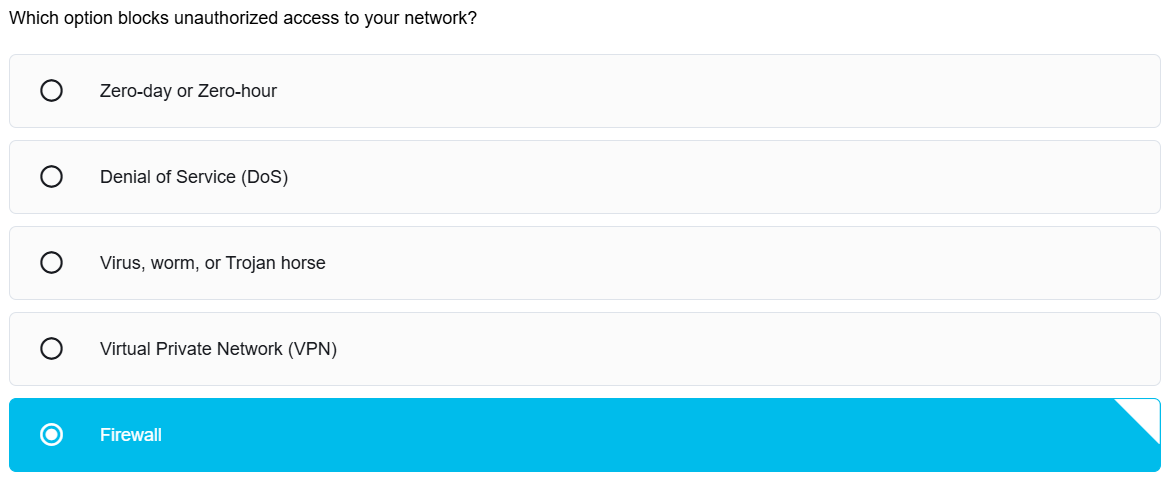 Which option blocks unauthorized access to your network?
Zero-day or Zero-hour
Denial of Service (DoS)
Virus, worm, or Trojan horse
Virtual Private Network (VPN)
Firewall